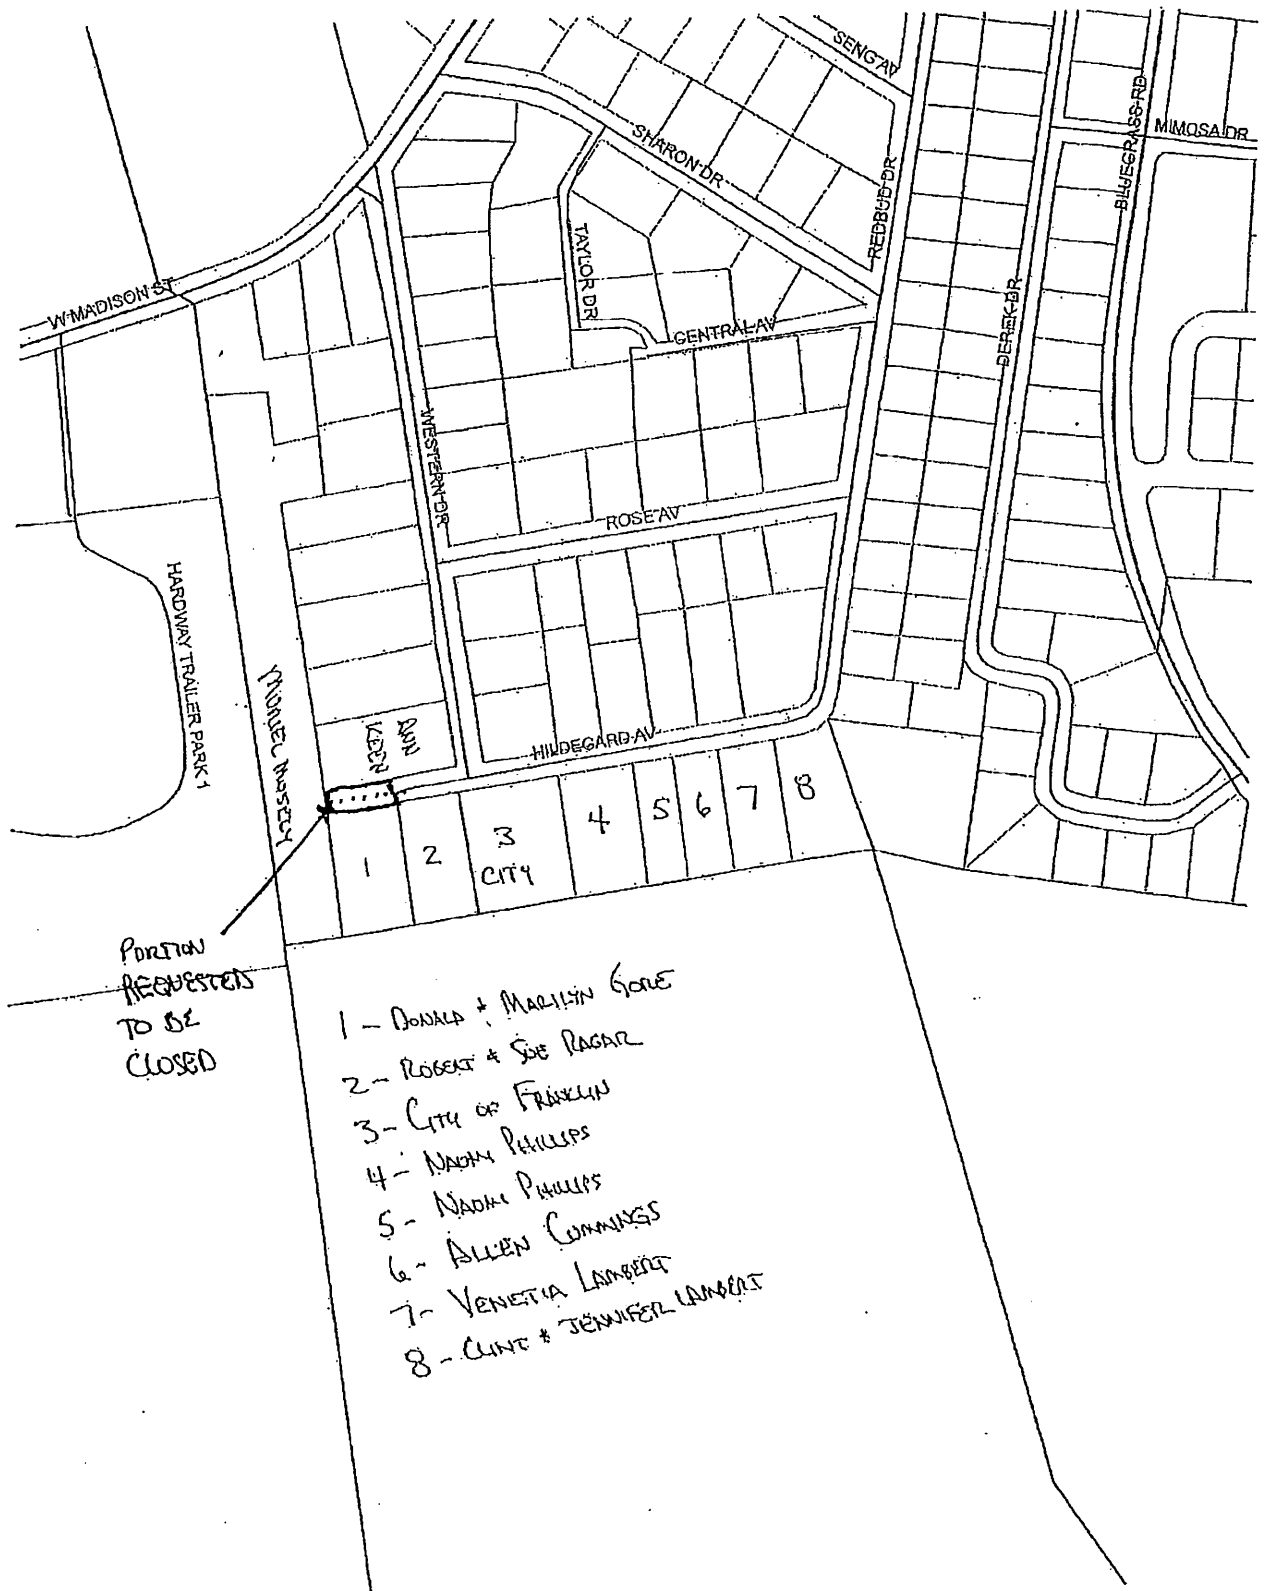 SENG AV
SHARON DR
REDBUD DR
BLUEGRASS RD
MIMOSA DR
TAYLOR DR
W MADISON ST
CENTRAL AV
DEREK DR
WESTERN DR
ROSE AV
HARDWAY TRAILER PARK 1
MURIEL MOSELY
ANN
KEEN
HILDEGARD AV
1
2
3
CITY
4
5
6
7
8
PORTION
REQUESTED
TO BE
CLOSED
1 - DONALD & MARILYN GORE
2 - ROBERT & SUE RAGAR
3 - CITY OF FRANKLIN
4 - NAOMI PHILLIPS
5 - NAOMI PHILLIPS
6 - ALLEN CUMMINGS
7 - VENETIA LAMBERT
8 - CLINT & JENNIFER LAMBERT